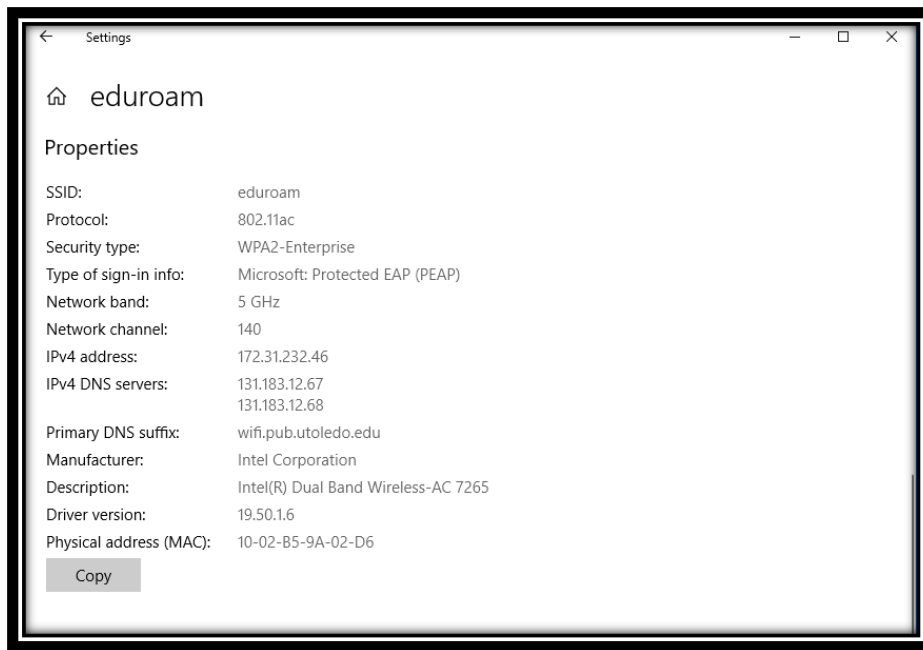 Settings
eduroam
Properties
SSID: eduroam
Protocol: 802.11ac
Security type: WPA2-Enterprise
Type of sign-in info: Microsoft: Protected EAP (PEAP)
Network band: 5 GHz
Network channel: 140
IPv4 address: 172.31.232.46
IPv4 DNS servers: 131.183.12.67
131.183.12.68
Primary DNS suffix: wifi.pub.utoledo.edu
Manufacturer: Intel Corporation
Description: Intel(R) Dual Band Wireless-AC 7265
Driver version: 19.50.1.6
Physical address (MAC): 10-02-B5-9A-02-D6
Copy